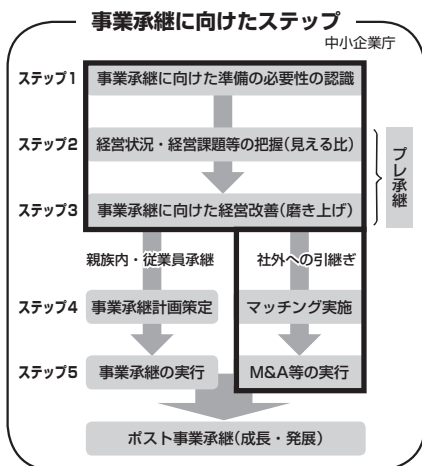 事業承継に向けたステップ
中小企業庁
ステップ1 事業承継に向けた準備の必要性の認識
ステップ2 経営状況・経営課題等の把握(見える比)
プレ承継
ステップ3 事業承継に向けた経営改善(磨き上げ)
親族内・従業員承継 社外への引継ぎ
ステップ4 事業承継計画策定 マッチング実施
ステップ5 事業承継の実行 M&A等の実行
ポスト事業承継(成長・発展)